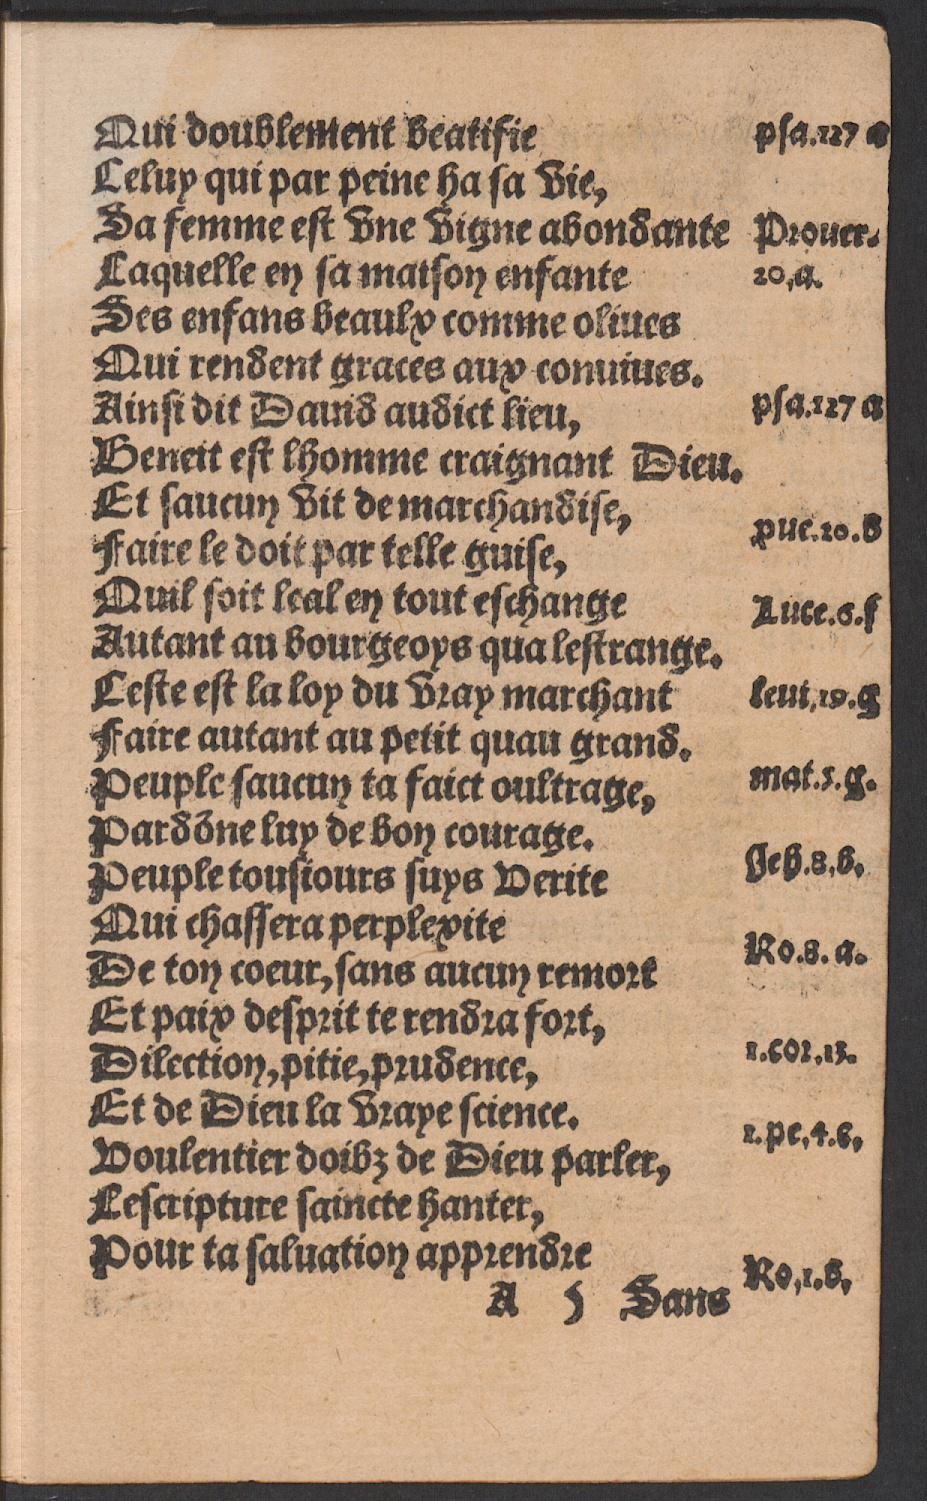 Qui doublement beatifie
psa.127 a
Celuy qui par peine ha sa vie,
Sa femme est vne vigne abondante
Prouer.
Laquelle en sa maison enfante
20,a.
Des enfans beaulx comme oliues
Qui rendent graces aux conuiues.
Ainsi dit Dauid audict lieu,
psa.127 a
Beneit est lhomme craignant Dieu.
Et saucun vit de marchandise,
Faire le doit par telle guise,
pue.20.b
Quil soit leal en tout eschange
Luce.6.f
Autant au bourgeoys qua lestrange.
Ceste est la loy du vray marchant
leui,19.g
Faire autant au petit quau grand.
Peuple saucun ta faict oultrage,
mat.5.g.
Pardõne luy de bon courage.
Peuple tousiours suys Verite
Jeh.8,b.
Qui chassera perplexite
De ton coeur, sans aucun remort
Ro.8.a.
Et paix desprit te rendra fort,
Dilection, pitie, prudence,
1.cor,13.
Et de Dieu la vraye science.
Voulentier doibz de Dieu parler,
1.pe,4.b,
Lescripture saincte hanter,
Pour ta saluation apprendre
Ro,1.b,
A 5 Sans